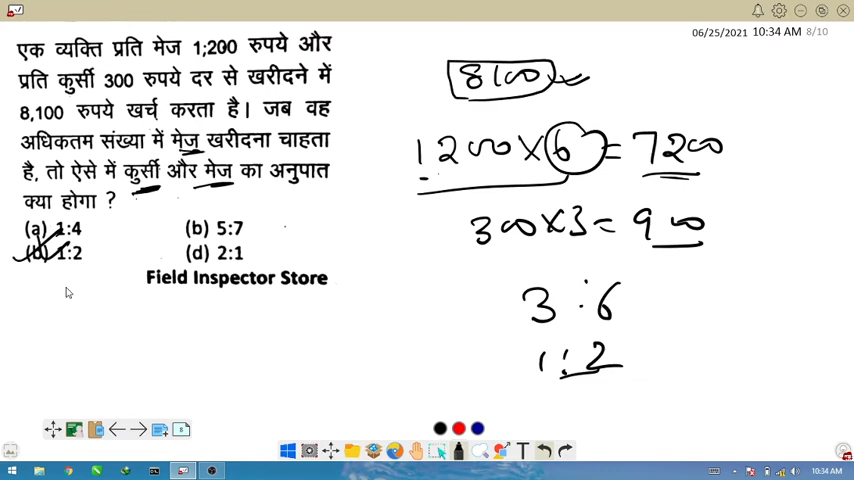 06/25/2021
10:34 AM 8/10
एक व्यक्ति प्रति मेज 1;200 रुपये और
प्रति कुर्सी 300 रुपये दर से खरीदने में
8,100 रुपये खर्च करता है। जब वह
अधिकतम संख्या में मेज खरीदना चाहता
है, तो ऐसे में कुर्सी और मेज का अनुपात
क्या होगा ?
(a) 1:4 (b) 5:7
(b) 1:2 (d) 2:1
Field Inspector Store
8100
1200×6=7200
300×3=900
3:6
1:2
8
T
10:34 AM